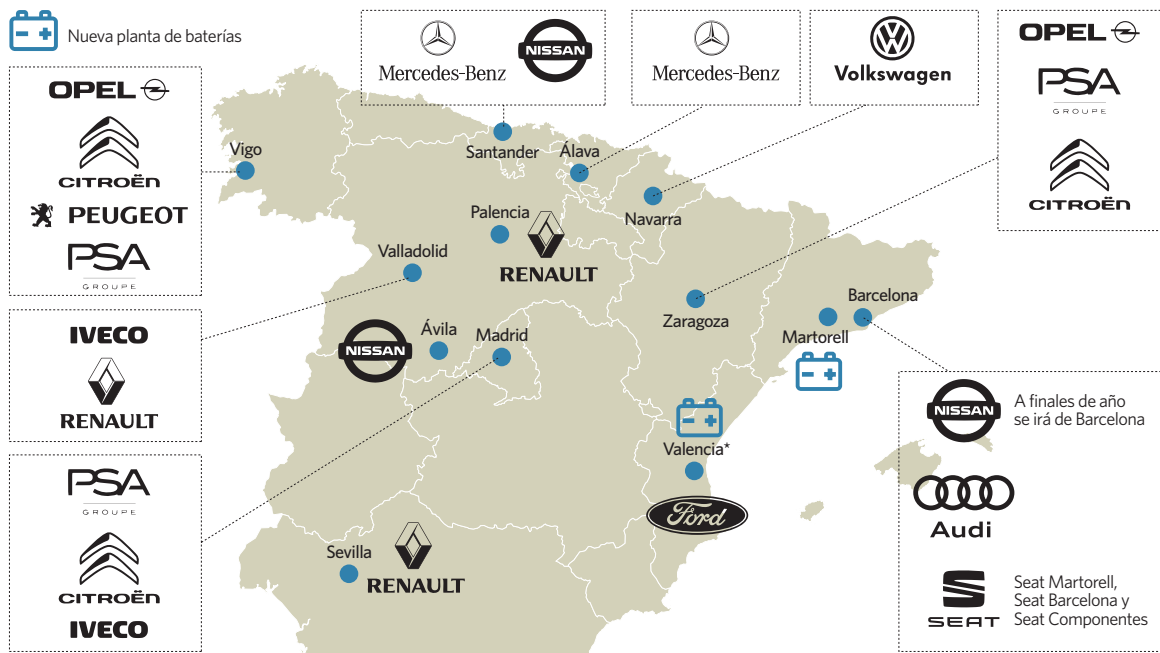 Nueva planta de baterías
OPEL
CITROËN
PEUGEOT
PSA
GROUPE
IVECO
RENAULT
PSA
GROUPE
CITROËN
IVECO
Mercedes-Benz
NISSAN
Mercedes-Benz
Volkswagen
OPEL
PSA
GROUPE
CITROËN
Vigo
Santander
Álava
Navarra
Palencia
RENAULT
Valladolid
Zaragoza
Barcelona
Martorell
NISSAN
Ávila
Madrid
Valencia*
Ford
Sevilla
RENAULT
NISSAN
A finales de año
se irá de Barcelona
Audi
SEAT
Seat Martorell,
Seat Barcelona y
Seat Componentes